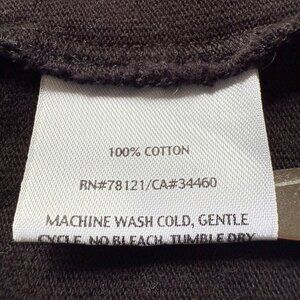 100% COTTON
RN#78121/CA#34460
MACHINE WASH COLD, GENTLE
CYCLE, NO BLEACH, TUMBLE DRY